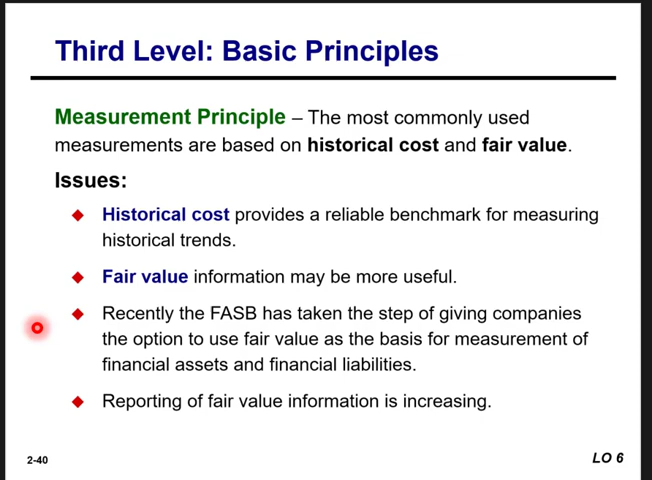 Third Level: Basic Principles
Measurement Principle – The most commonly used
measurements are based on historical cost and fair value.
Issues:
Historical cost provides a reliable benchmark for measuring
historical trends.
Fair value information may be more useful.
Recently the FASB has taken the step of giving companies
the option to use fair value as the basis for measurement of
financial assets and financial liabilities.
Reporting of fair value information is increasing.
2-40
LO 6